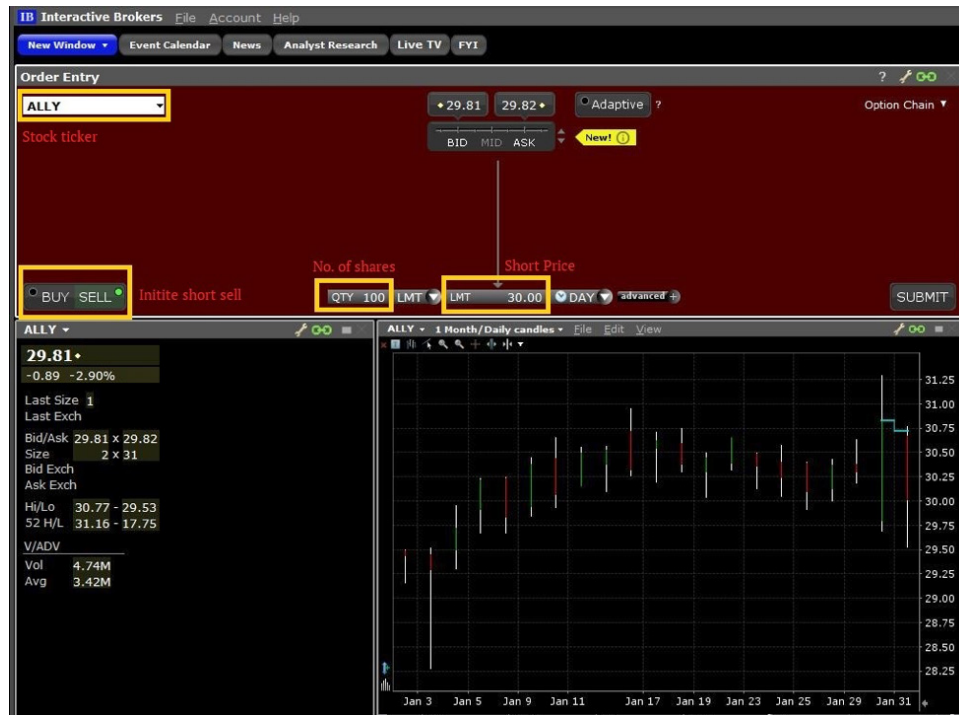 IB Interactive Brokers File Account Help
New Window Event Calendar News Analyst Research Live TV FYI
Order Entry ?
ALLY 29.81 29.82 Adaptive ? Option Chain
Stock ticker
BID MID ASK New!
No. of shares Short Price
BUY SELL Initite short sell QTY 100 LMT LMT 30.00 DAY advanced + SUBMIT
ALLY
29.81
-0.89 -2.90%
Last Size 1
Last Exch
Bid/Ask 29.81 x 29.82
Size 2 x 31
Bid Exch
Ask Exch
Hi/Lo 30.77 - 29.53
52 H/L 31.16 - 17.75
V/ADV
Vol 4.74M
Avg 3.42M
ALLY 1 Month/Daily candles File Edit View
31.25
31.00
30.75
30.50
30.25
30.00
29.75
29.50
29.25
29.00
28.75
28.50
28.25
Jan 3 Jan 5 Jan 9 Jan 11 Jan 17 Jan 19 Jan 23 Jan 25 Jan 29 Jan 31